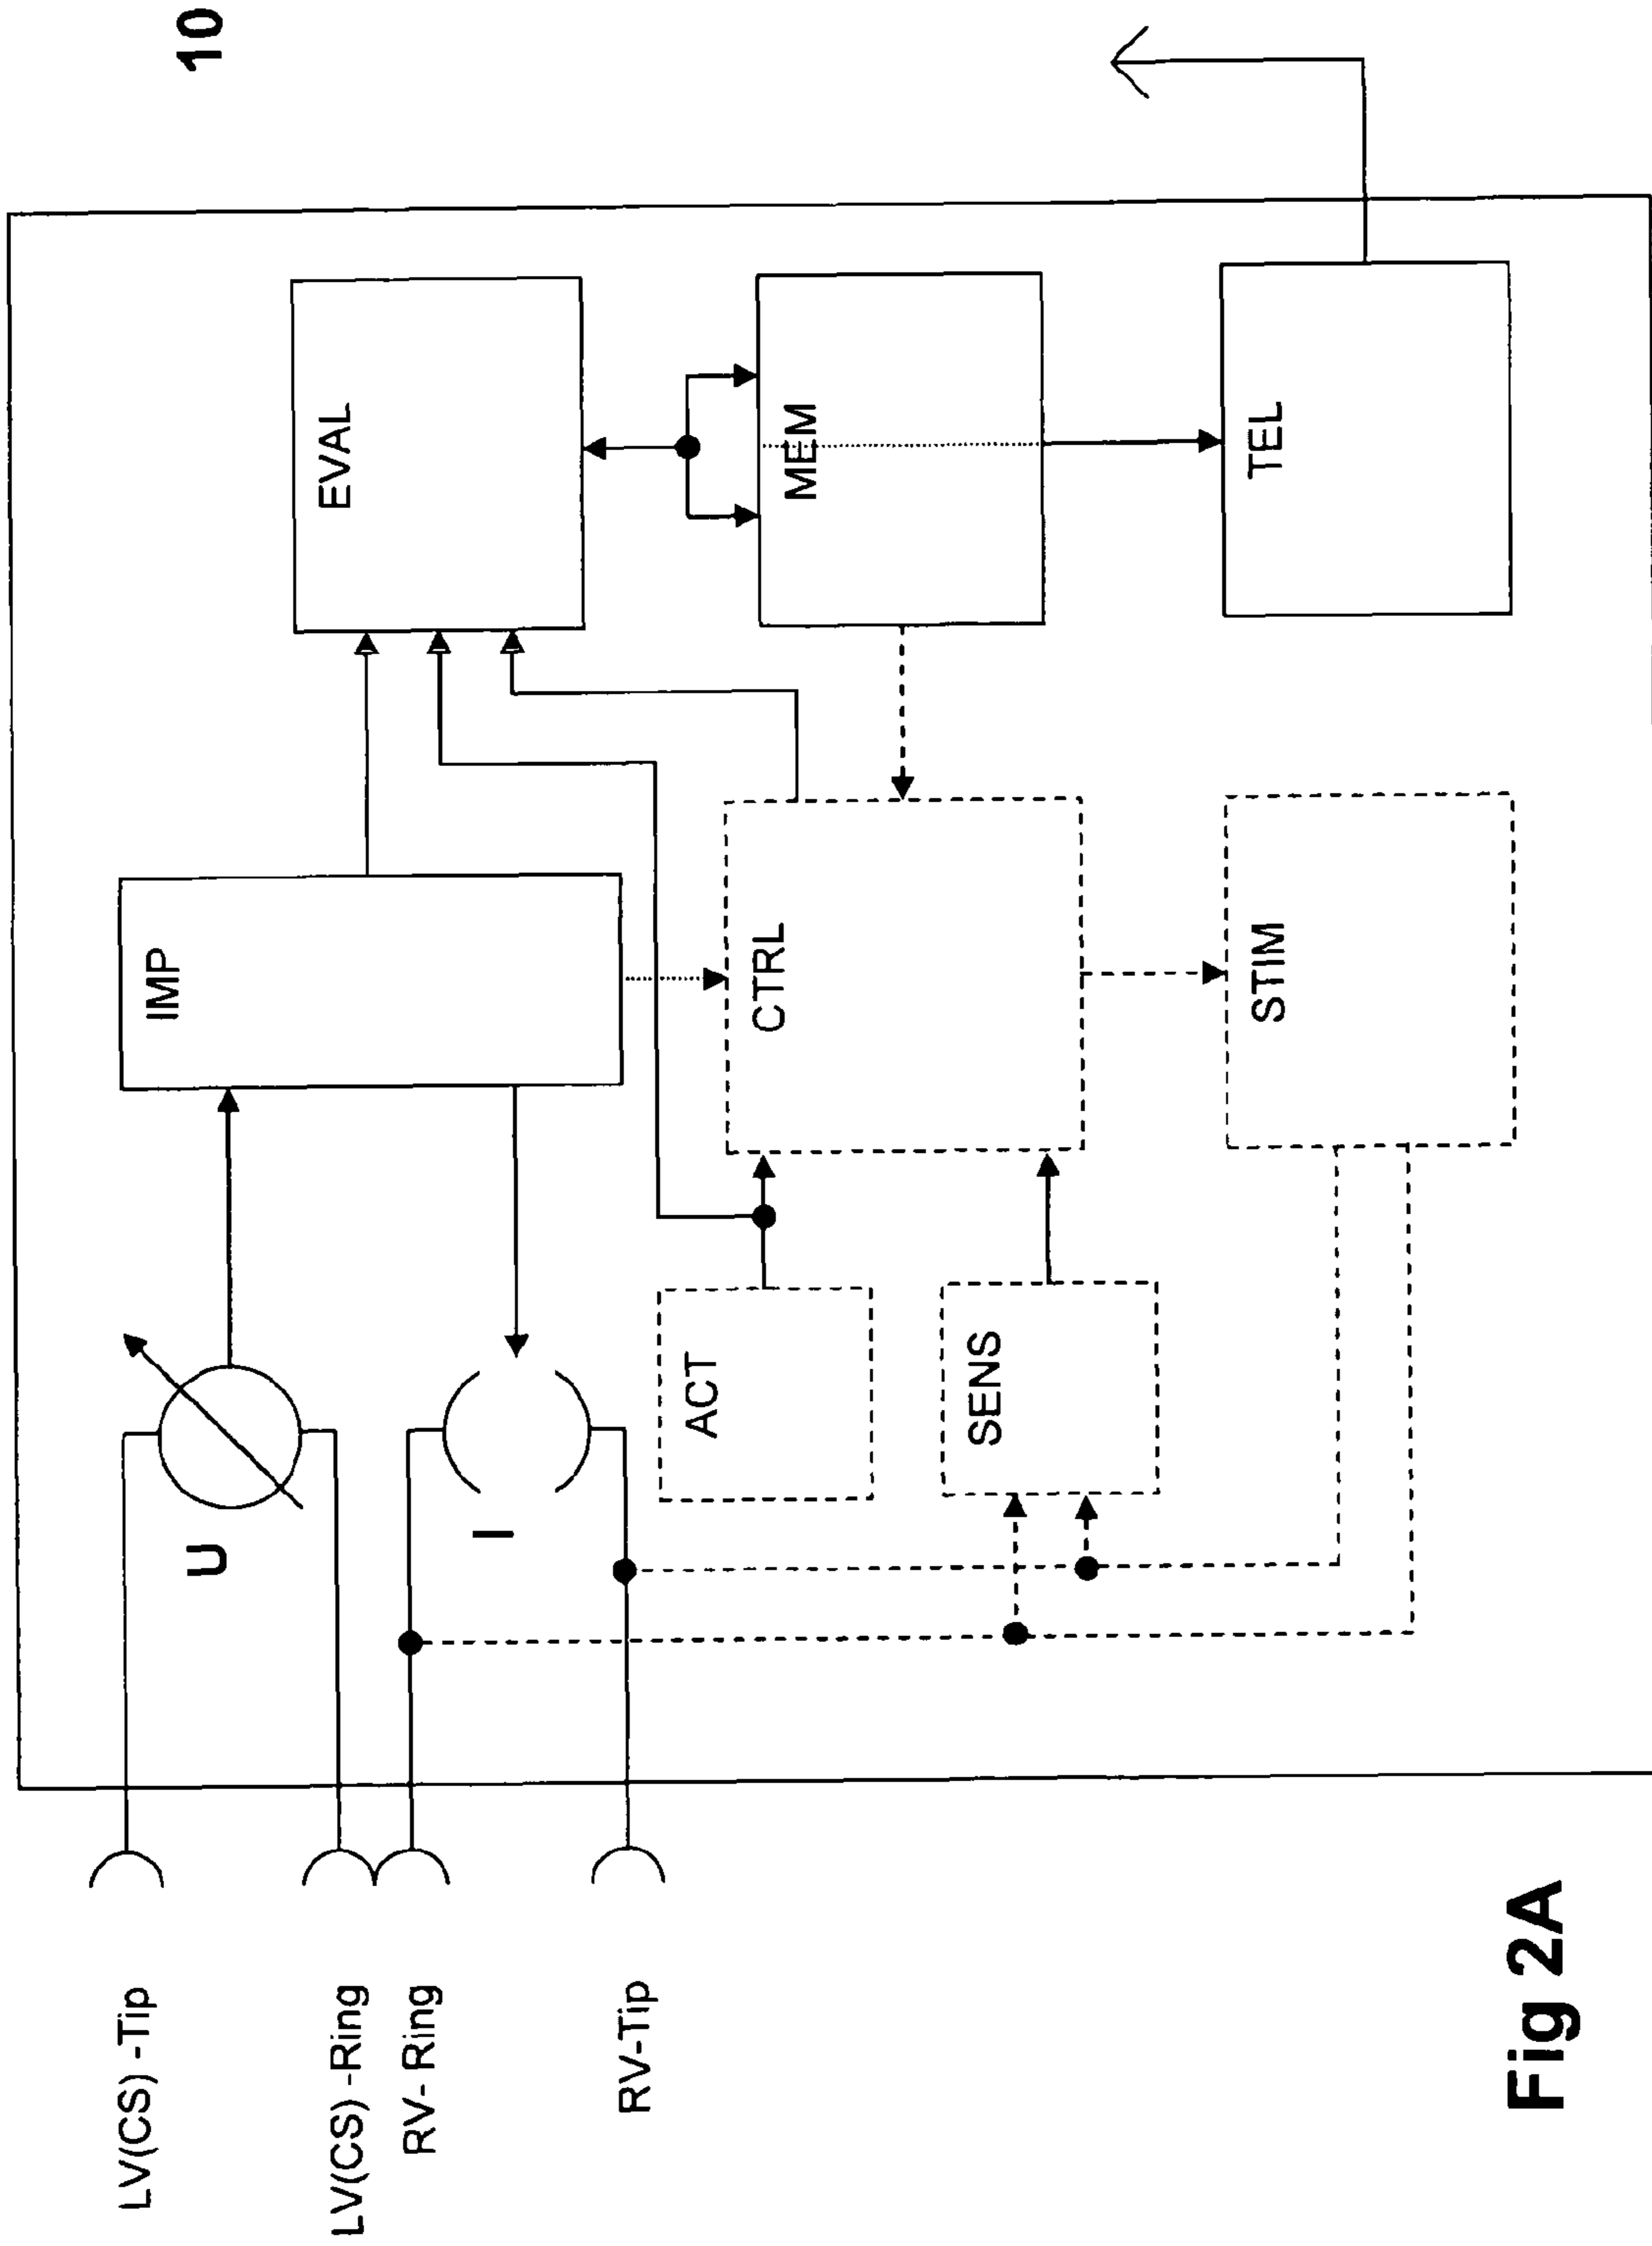 10
LV(CS) -Tip
U
IMP
EVAL
LV(CS) -Ring
RV- Ring
I
RV-Tip
ACT
CTRL
MEM
SENS
STIM
TEL
Fig 2A